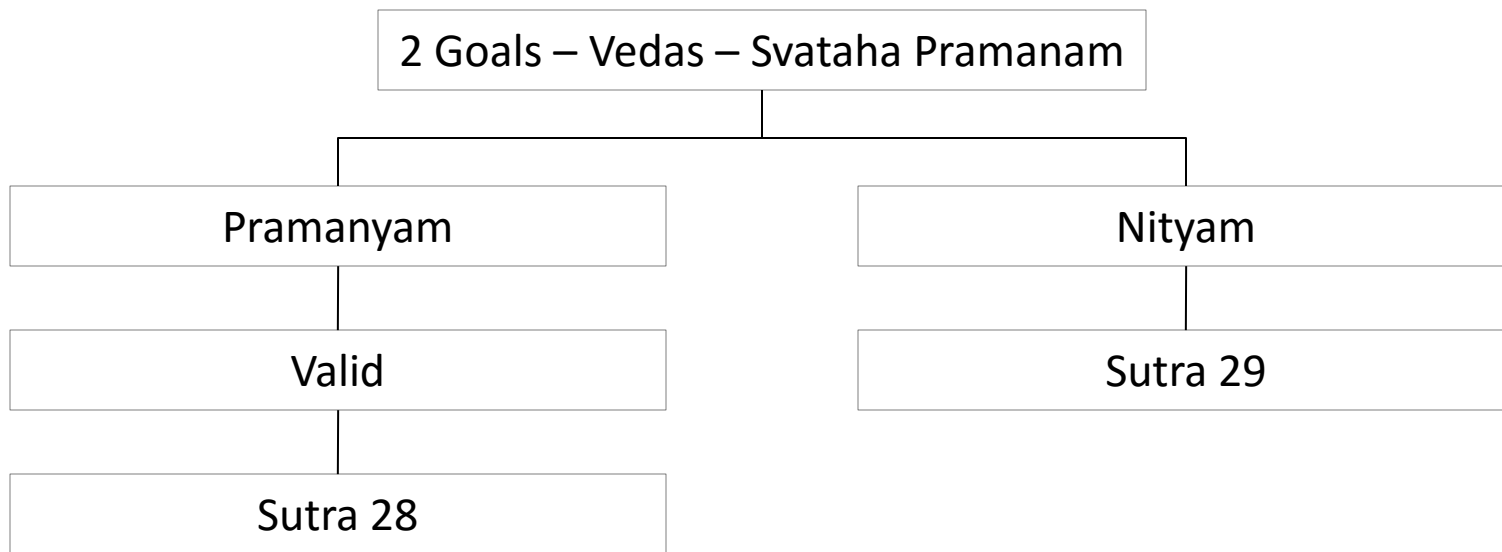 2 Goals – Vedas – Svataha Pramanam
Pramanyam
Nityam
Valid
Sutra 29
Sutra 28